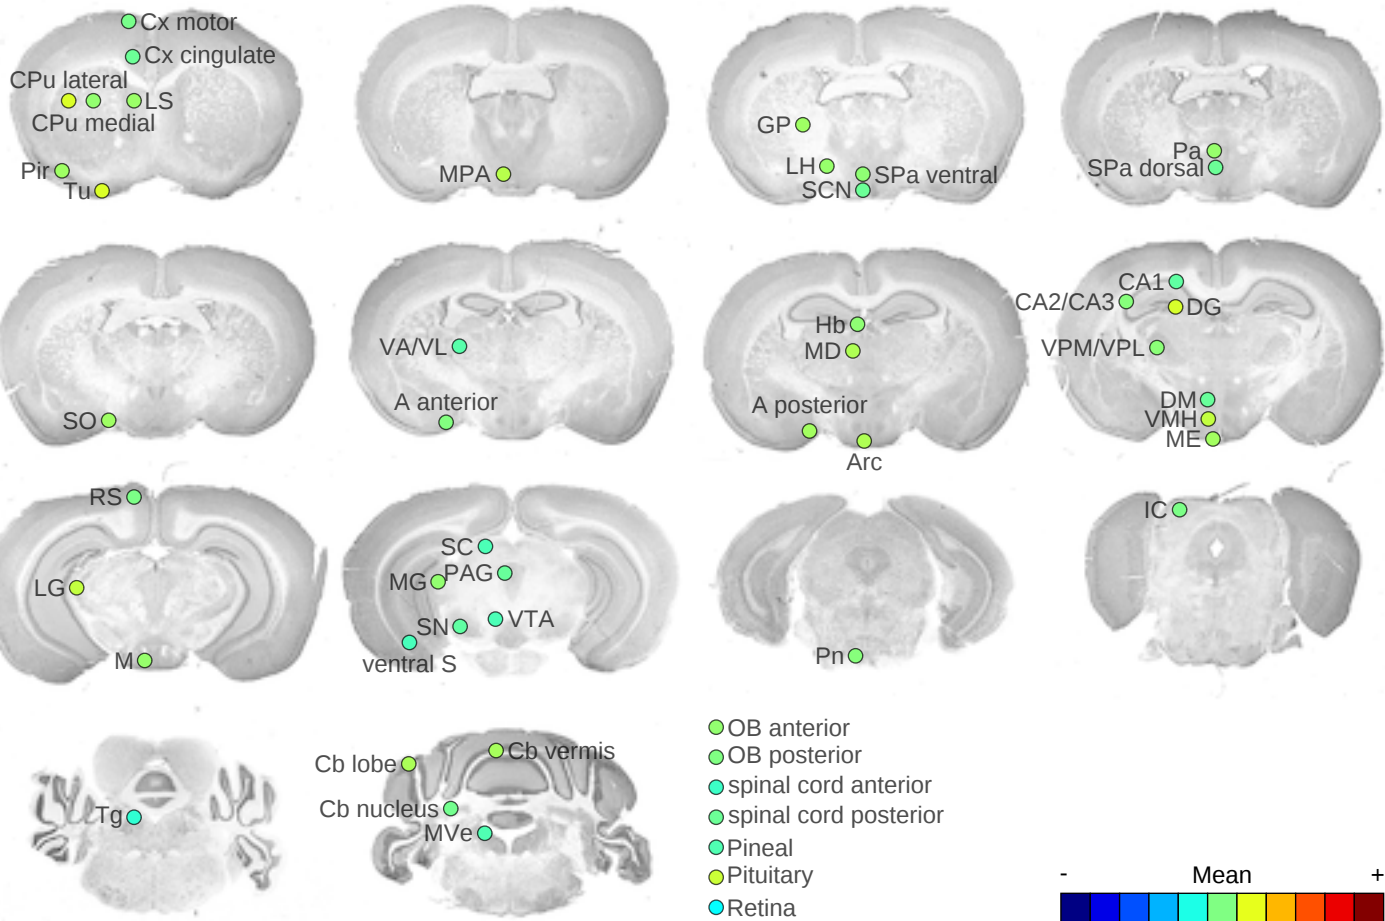 Cx motor
Cx cingulate
CPu lateral
LS
CPu medial
Pir
Tu
MPA
GP
LH
SPa ventral
SCN
Pa
SPa dorsal
SO
VA/VL
A anterior
Hb
MD
A posterior
Arc
CA1
CA2/CA3
DG
VPM/VPL
DM
VMH
ME
RS
LG
M
SC
PAG
MG
VTA
SN
ventral S
Pn
IC
Tg
Cb vermis
Cb lobe
Cb nucleus
MVe
OB anterior
OB posterior
spinal cord anterior
spinal cord posterior
Pineal
Pituitary
Retina
- Mean +